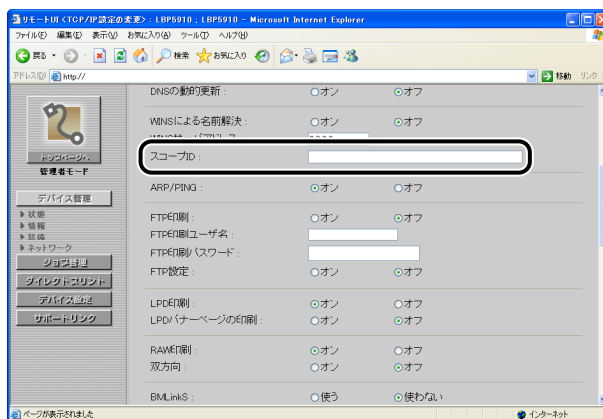 リモートUI <TCP/IP設定の変更> : LBP5910 ; LBP5910 - Microsoft Internet Explorer
ファイル(F) 編集(E) 表示(V) お気に入り(A) ツール(T) ヘルプ(H)
戻る 検索 お気に入り
アドレス(D) http:// 移動 リンク
DNSの動的更新 : オン オフ
WINSによる名前解決 : オン オフ
スコープID :
トップページへ
管理者モード
ARP/PING : オン オフ
デバイス管理
状態
情報
装備
ネットワーク
ジョブ管理
ダイレクトプリント
デバイス設定
サポートリンク
FTP印刷 : オン オフ
FTP印刷ユーザ名 :
FTP印刷パスワード :
FTP設定 : オン オフ
LPD印刷 : オン オフ
LPDバナーページの印刷 : オン オフ
RAW印刷 : オン オフ
双方向 : オン オフ
BMLinkS : 使う 使わない
ページが表示されました インターネット